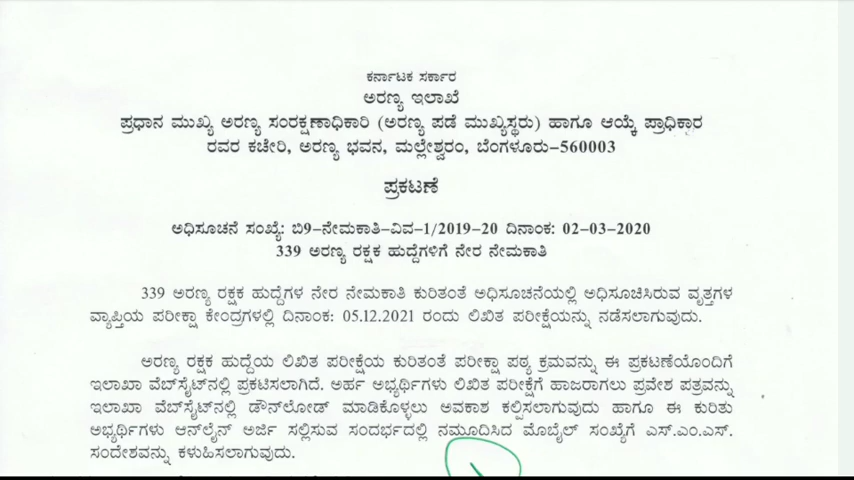 ಕರ್ನಾಟಕ ಸರ್ಕಾರ
ಅರಣ್ಯ ಇಲಾಖೆ
ಪ್ರಧಾನ ಮುಖ್ಯ ಅರಣ್ಯ ಸಂರಕ್ಷಣಾಧಿಕಾರಿ (ಅರಣ್ಯ ಪಡೆ ಮುಖ್ಯಸ್ಥರು) ಹಾಗೂ ಆಯ್ಕೆ ಪ್ರಾಧಿಕಾರ
ರವರ ಕಚೇರಿ, ಅರಣ್ಯ ಭವನ, ಮಲ್ಲೇಶ್ವರಂ, ಬೆಂಗಳೂರು-560003
ಪ್ರಕಟಣೆ
ಅಧಿಸೂಚನೆ ಸಂಖ್ಯೆ: ಬಿ9-ನೇಮಕಾತಿ-ವಿವ-1/2019-20 ದಿನಾಂಕ: 02-03-2020
339 ಅರಣ್ಯ ರಕ್ಷಕ ಹುದ್ದೆಗಳಿಗೆ ನೇರ ನೇಮಕಾತಿ
339 ಅರಣ್ಯ ರಕ್ಷಕ ಹುದ್ದೆಗಳ ನೇರ ನೇಮಕಾತಿ ಕುರಿತಂತೆ ಅಧಿಸೂಚನೆಯಲ್ಲಿ ಅಧಿಸೂಚಿಸಿರುವ ವೃತ್ತಗಳ
ವ್ಯಾಪ್ತಿಯ ಪರೀಕ್ಷಾ ಕೇಂದ್ರಗಳಲ್ಲಿ ದಿನಾಂಕ: 05.12.2021 ರಂದು ಲಿಖಿತ ಪರೀಕ್ಷೆಯನ್ನು ನಡೆಸಲಾಗುವುದು.
ಅರಣ್ಯ ರಕ್ಷಕ ಹುದ್ದೆಯ ಲಿಖಿತ ಪರೀಕ್ಷೆಯ ಕುರಿತಂತೆ ಪರೀಕ್ಷಾ ಪಠ್ಯ ಕ್ರಮವನ್ನು ಈ ಪ್ರಕಟಣೆಯೊಂದಿಗೆ
ಇಲಾಖಾ ವೆಬ್‌ಸೈಟ್‌ನಲ್ಲಿ ಪ್ರಕಟಿಸಲಾಗಿದೆ. ಅರ್ಹ ಅಭ್ಯರ್ಥಿಗಳು ಲಿಖಿತ ಪರೀಕ್ಷೆಗೆ ಹಾಜರಾಗಲು ಪ್ರವೇಶ ಪತ್ರವನ್ನು
ಇಲಾಖಾ ವೆಬ್‌ಸೈಟ್‌ನಲ್ಲಿ ಡೌನ್‌ಲೋಡ್ ಮಾಡಿಕೊಳ್ಳಲು ಅವಕಾಶ ಕಲ್ಪಿಸಲಾಗುವುದು ಹಾಗೂ ಈ ಕುರಿತು
ಅಭ್ಯರ್ಥಿಗಳು ಆನ್‌ಲೈನ್ ಅರ್ಜಿ ಸಲ್ಲಿಸುವ ಸಂದರ್ಭದಲ್ಲಿ ನಮೂದಿಸಿದ ಮೊಬೈಲ್ ಸಂಖ್ಯೆಗೆ ಎಸ್.ಎಂ.ಎಸ್.
ಸಂದೇಶವನ್ನು ಕಳುಹಿಸಲಾಗುವುದು.